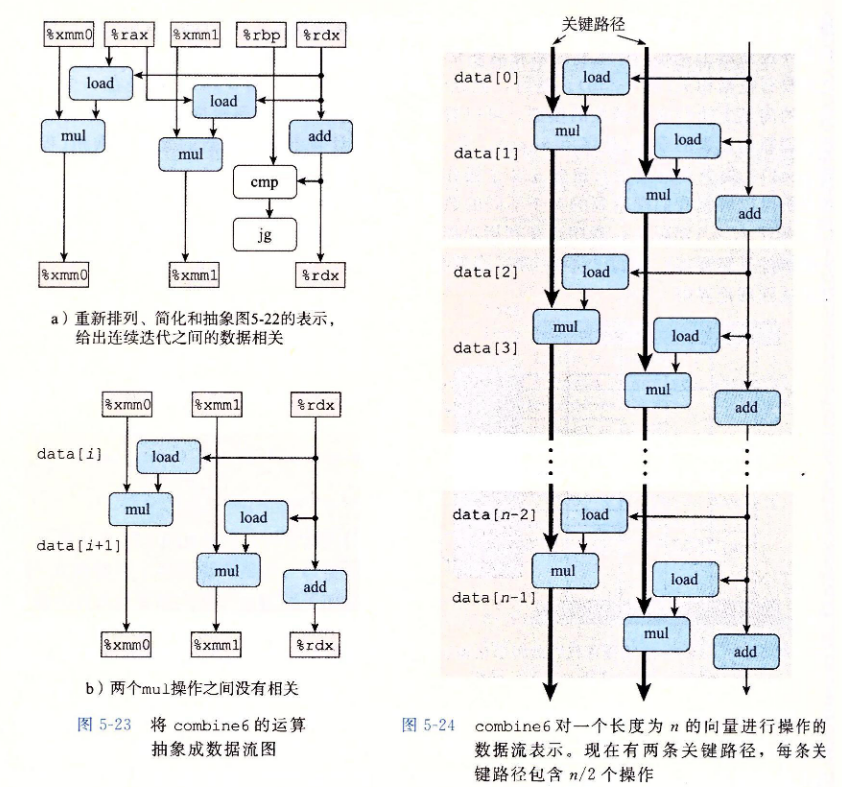 %xmm0 %rax %xmm1 %rbp %rdx
load
load
mul
mul
add
cmp
jg
%xmm0 %xmm1 %rdx
a）重新排列、简化和抽象图5-22的表示，
给出连续迭代之间的数据相关
%xmm0 %xmm1 %rdx
data[i]
load
mul
load
data[i+1]
mul
add
%xmm0 %xmm1 %rdx
b）两个mul操作之间没有相关
图 5-23 将 combine6 的运算
抽象成数据流图
关键路径
data[0]
load
mul
load
data[1]
mul
add
data[2]
load
mul
load
data[3]
mul
add
data[n-2]
load
mul
load
data[n-1]
mul
add
图 5-24 combine6 对一个长度为 n 的向量进行操作的
数据流表示。现在有两条关键路径，每条关
键路径包含 n/2 个操作